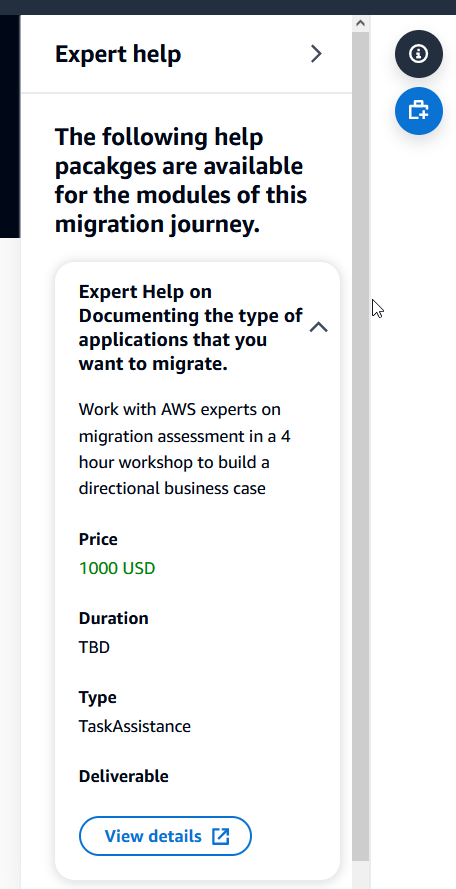 Expert help
The following help
pacakges are available
for the modules of this
migration journey.
Expert Help on
Documenting the type of
applications that you
want to migrate.
Work with AWS experts on
migration assessment in a 4
hour workshop to build a
directional business case
Price
1000 USD
Duration
TBD
Type
TaskAssistance
Deliverable
View details